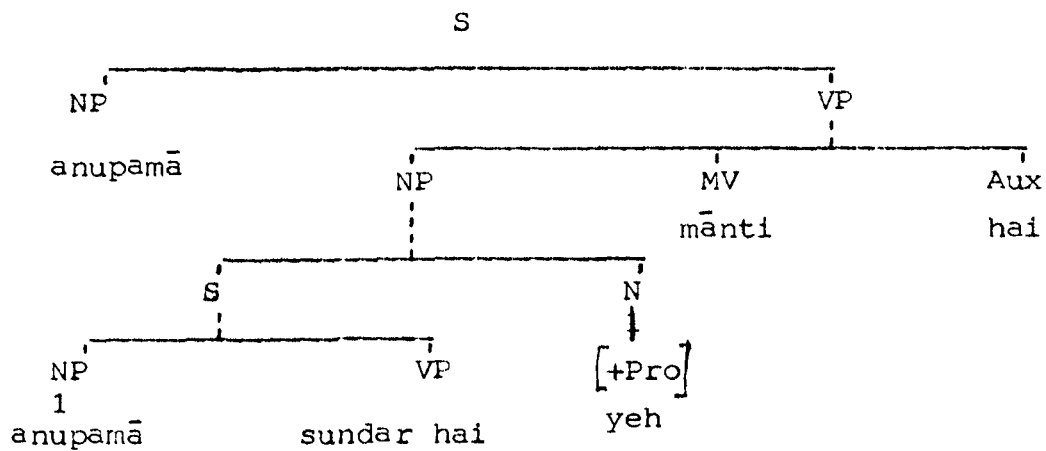 S
NP VP
anupamā
NP MV Aux
mānti hai
S N
NP VP [+Pro]
1 yeh
anupamā sundar hai